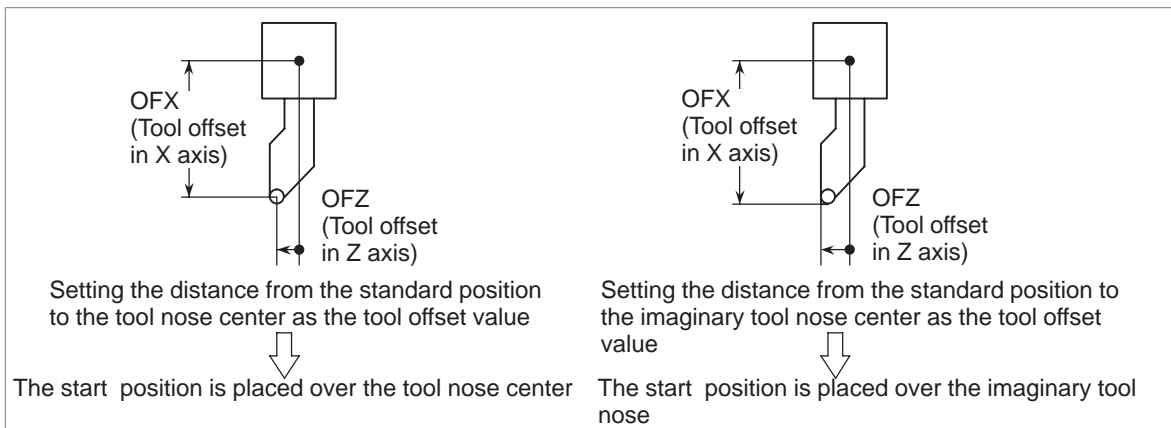 OFX
(Tool offset
in X axis)
OFZ
(Tool offset
in Z axis)
Setting the distance from the standard position
to the tool nose center as the tool offset value
The start position is placed over the tool nose center
OFX
(Tool offset
in X axis)
OFZ
(Tool offset
in Z axis)
Setting the distance from the standard position to
the imaginary tool nose center as the tool offset
value
The start position is placed over the imaginary tool
nose